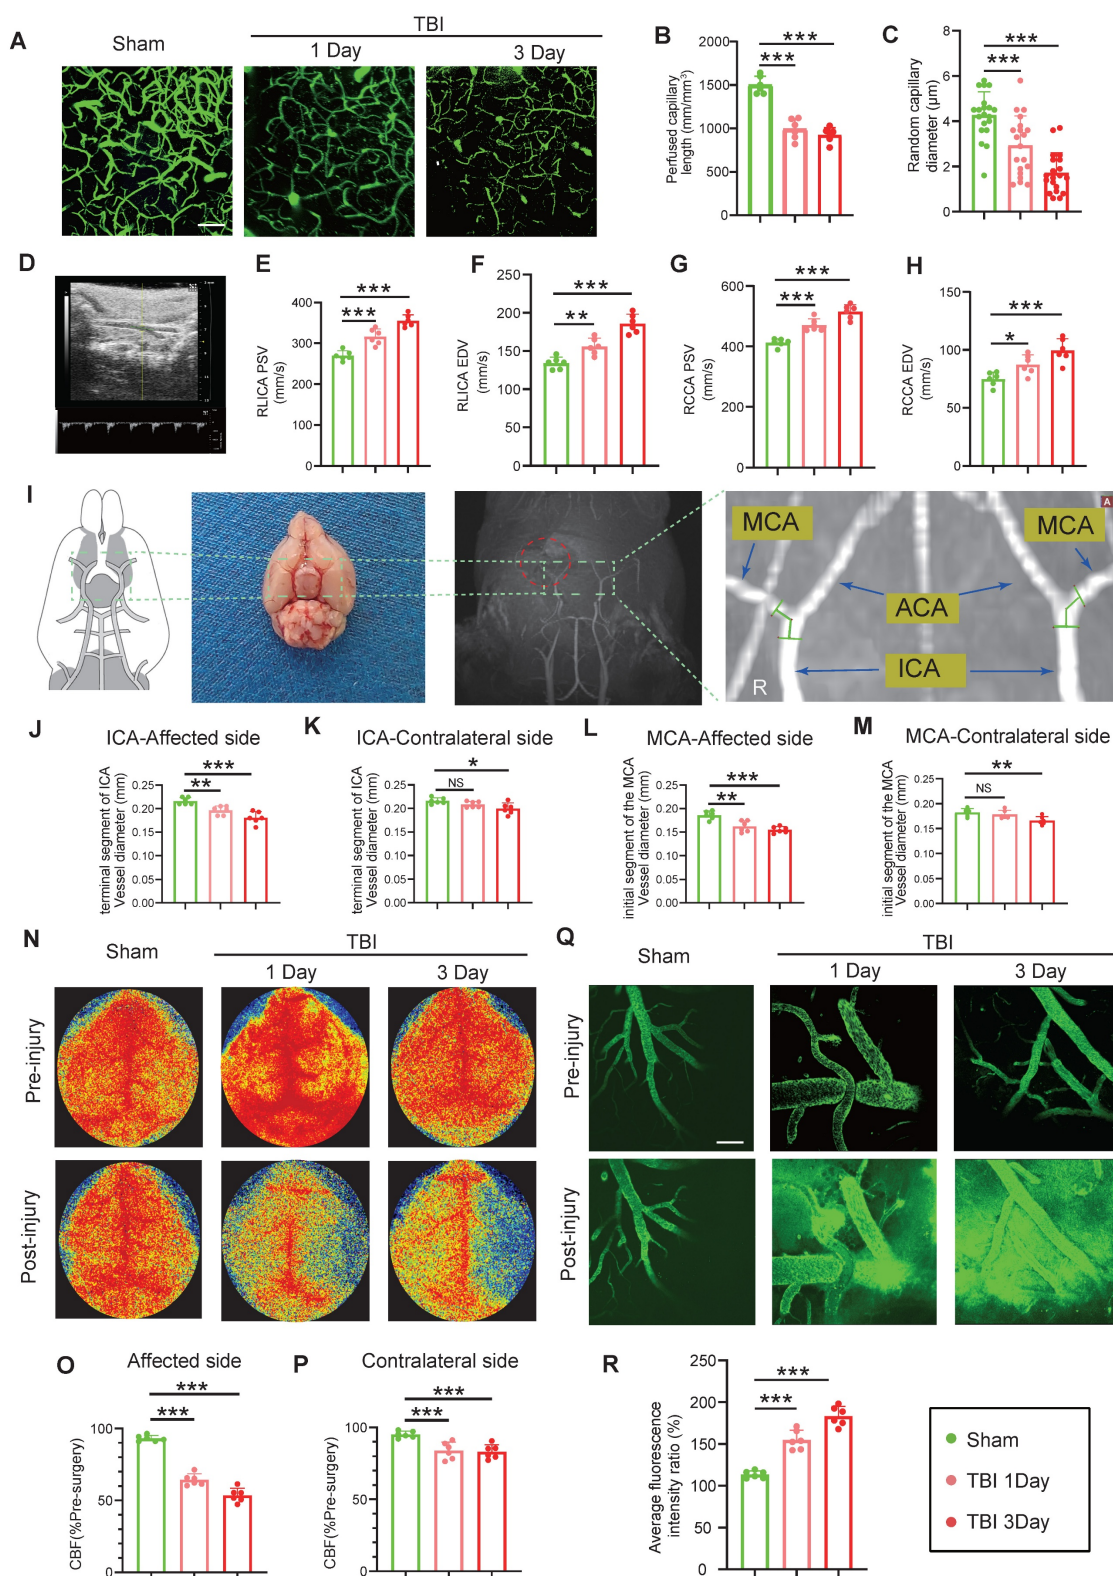 A
Sham
TBI
1 Day
3 Day
B
Perfused capillary
length (mm/mm³)
2000
1500
1000
500
0
***
***
C
Random capillary
diameter (μm)
8
6
4
2
0
***
***
D
E
RLICA PSV
(mm/s)
400
300
200
100
0
***
***
F
RLICA EDV
(mm/s)
250
200
150
100
50
0
***
**
G
RCCA PSV
(mm/s)
600
400
200
0
***
***
H
RCCA EDV
(mm/s)
150
100
50
0
***
*
I
MCA
MCA
ACA
ICA
R
A
J
ICA-Affected side
terminal segment of ICA
Vessel diameter (mm)
0.25
0.20
0.15
0.10
0.05
0.00
***
**
K
ICA-Contralateral side
terminal segment of ICA
Vessel diameter (mm)
0.25
0.20
0.15
0.10
0.05
0.00
*
NS
L
MCA-Affected side
initial segment of the MCA
Vessel diameter (mm)
0.25
0.20
0.15
0.10
0.05
0.00
***
**
M
MCA-Contralateral side
initial segment of the MCA
Vessel diameter (mm)
0.25
0.20
0.15
0.10
0.05
0.00
**
NS
N
Sham
TBI
1 Day
3 Day
Pre-injury
Post-injury
Q
Sham
TBI
1 Day
3 Day
Pre-injury
Post-injury
O
Affected side
CBF(%Pre-surgery)
100
50
0
***
***
P
Contralateral side
CBF(%Pre-surgery)
100
50
0
***
***
R
Average fluorescence
intensity ratio (%)
250
200
150
100
50
0
***
***
Sham
TBI 1Day
TBI 3Day